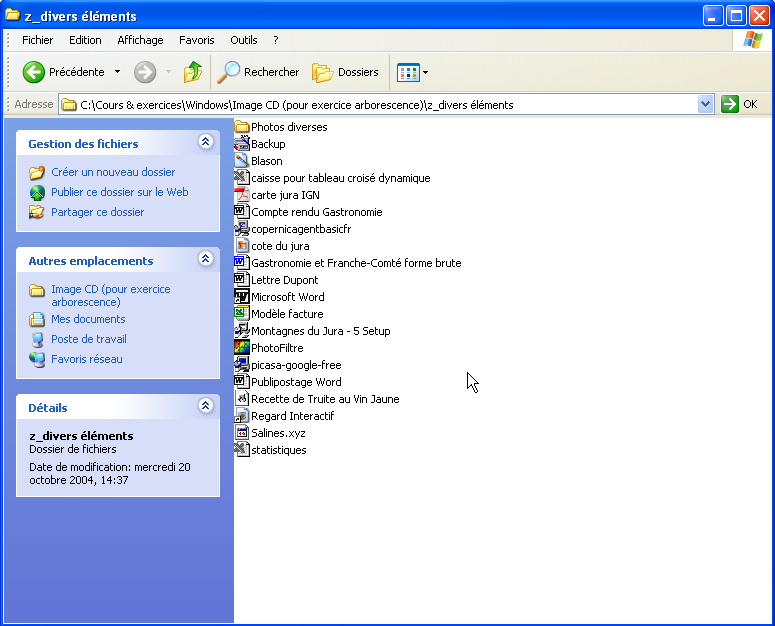 z_divers éléments
Fichier Edition Affichage Favoris Outils ?
Précédente Rechercher Dossiers
Adresse C:\Cours & exercices\Windows\Image CD (pour exercice arborescence)\z_divers éléments OK
Gestion des fichiers
Créer un nouveau dossier
Publier ce dossier sur le Web
Partager ce dossier
Autres emplacements
Image CD (pour exercice
arborescence)
Mes documents
Poste de travail
Favoris réseau
Détails
z_divers éléments
Dossier de fichiers
Date de modification: mercredi 20
octobre 2004, 14:37
Photos diverses
Backup
Blason
caisse pour tableau croisé dynamique
carte jura IGN
Compte rendu Gastronomie
copernicagentbasicfr
cote du jura
Gastronomie et Franche-Comté forme brute
Lettre Dupont
Microsoft Word
Modèle facture
Montagnes du Jura - 5 Setup
PhotoFiltre
picasa-google-free
Publipostage Word
Recette de Truite au Vin Jaune
Regard Interactif
Salines.xyz
statistiques